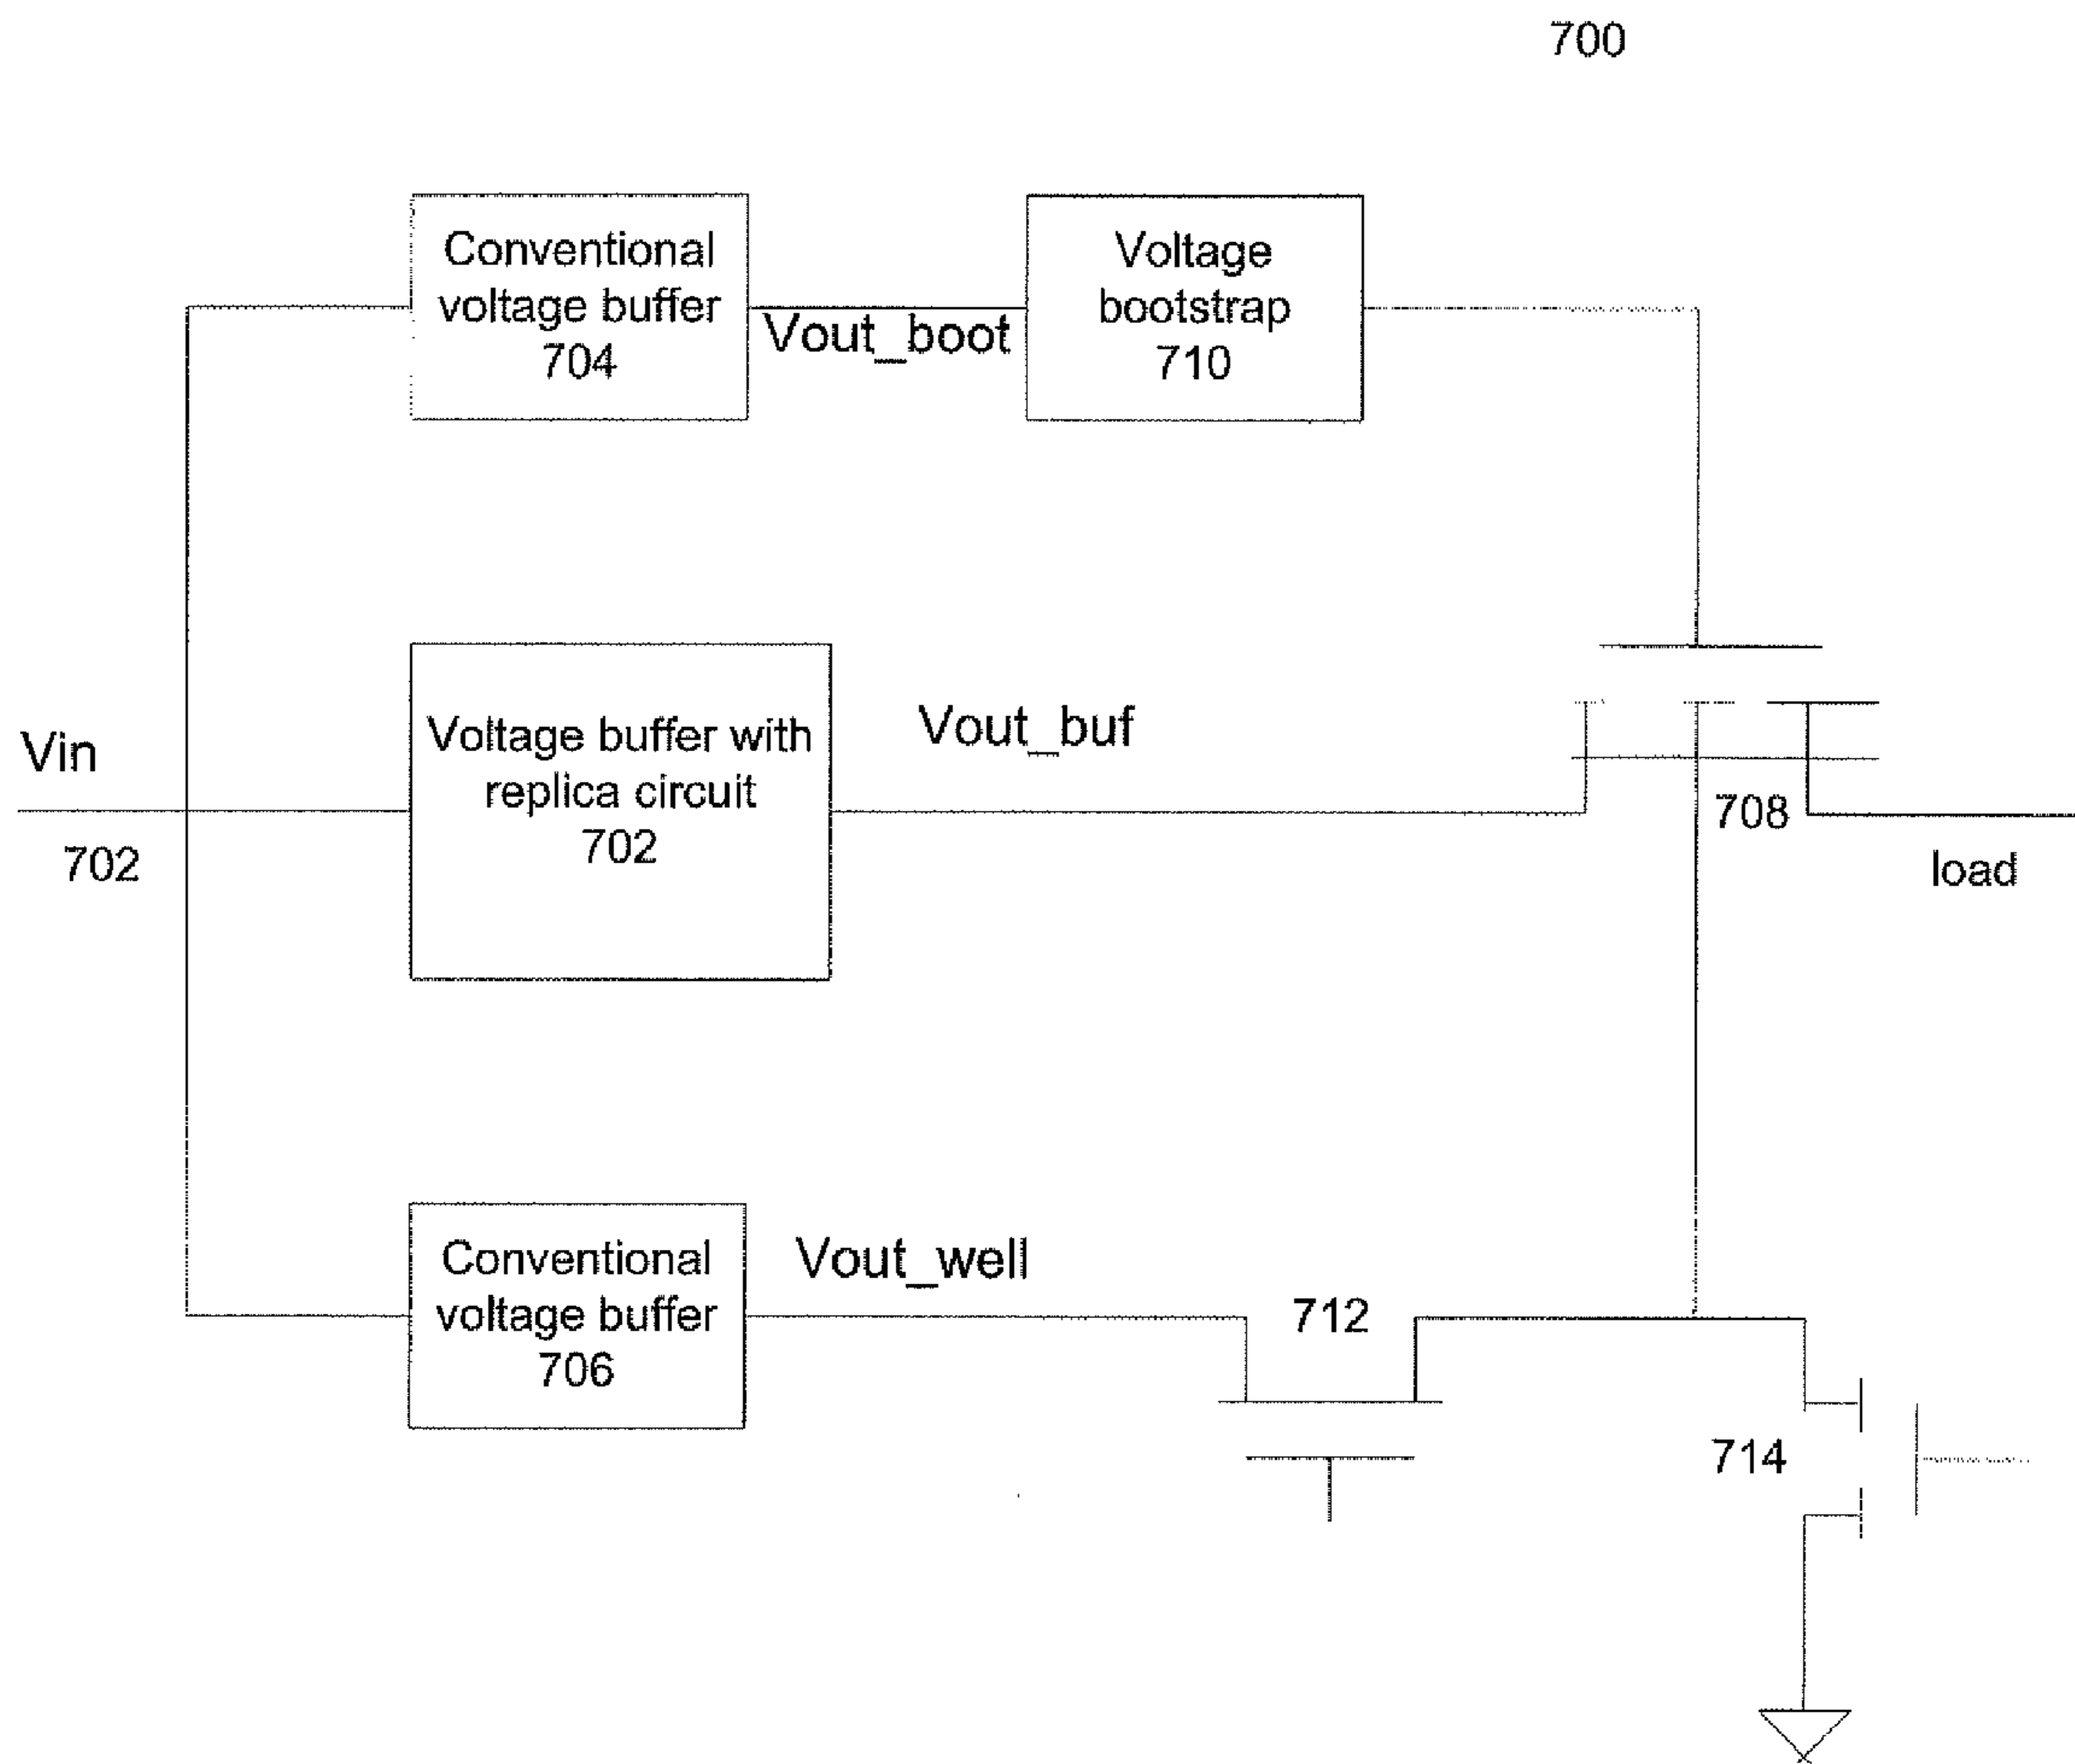 700
Conventional
voltage buffer
704
Vout_boot
Voltage
bootstrap
710
Vin
702
Voltage buffer with
replica circuit
702
Vout_buf
708
load
Conventional
voltage buffer
706
Vout_well
712
714